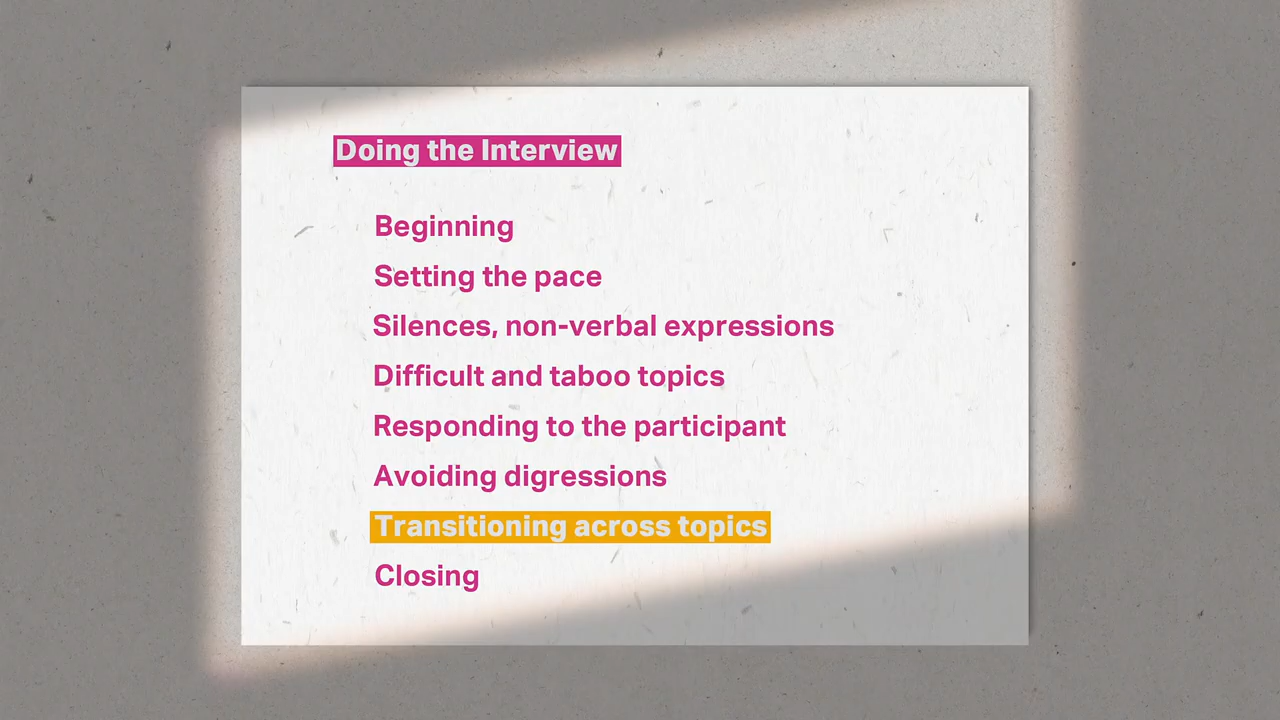 Doing the Interview
Beginning
Setting the pace
Silences, non-verbal expressions
Difficult and taboo topics
Responding to the participant
Avoiding digressions
Transitioning across topics
Closing